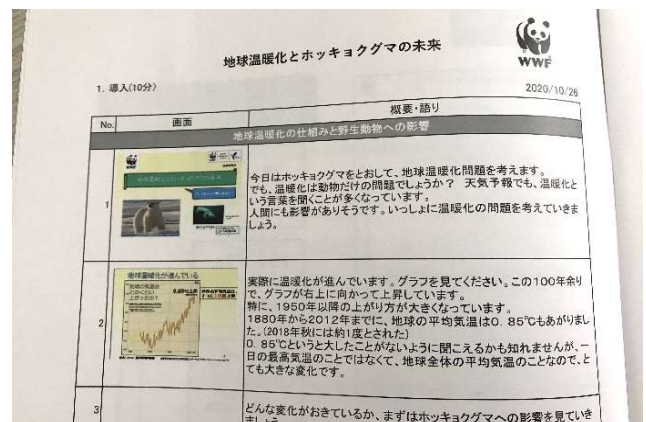 地球温暖化とホッキョクグマの未来
WWF
1. 導入(10分)
2020/10/26
No.
画面
概要・語り
地球温暖化の仕組みと野生動物への影響
1
今日はホッキョクグマをとおして、地球温暖化問題を考えます。
でも、温暖化は動物だけの問題でしょうか？ 天気予報でも、温暖化と
いう言葉を聞くことが多くなっています。
人間にも影響がありそうです。いっしょに温暖化の問題を考えていきま
しょう。
2
地球温暖化が進んでいる
地球の気温は
どれくらい
上がったの？
実際に温暖化が進んでいます。グラフを見てください。この100年余り
で、グラフが右上に向かって上昇しています。
特に、1950年以降の上がり方が大きくなっています。
1880年から2012年までに、地球の平均気温は0. 85℃もあがりまし
た。(2018年秋には約1度とされた)
0. 85℃というと大したことがないように聞こえるかも知れませんが、一
日の最高気温のことではなくて、地球全体の平均気温のことなので、と
ても大きな変化です。
3
どんな変化がおきているか、まずはホッキョクグマへの影響を見ていき
ましょう